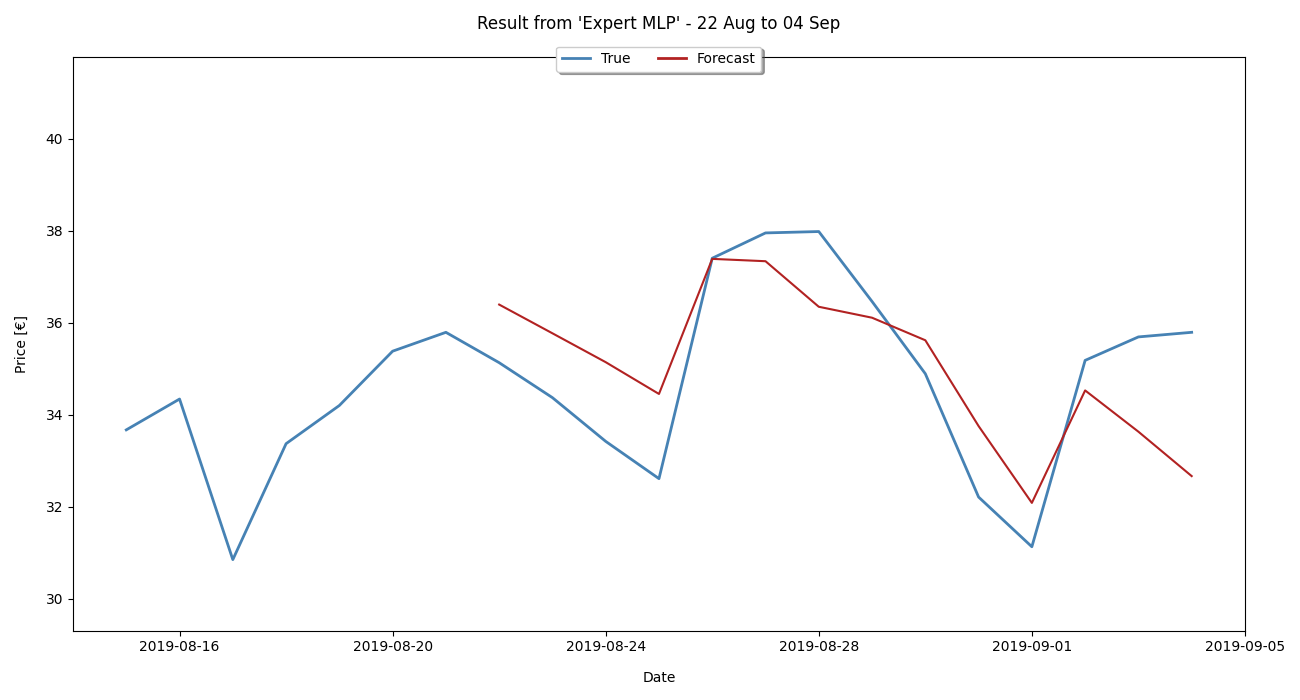 Result from 'Expert MLP' - 22 Aug to 04 Sep
True Forecast
40
38
36
34
32
30
Price [€]
2019-08-16 2019-08-20 2019-08-24 2019-08-28 2019-09-01 2019-09-05
Date